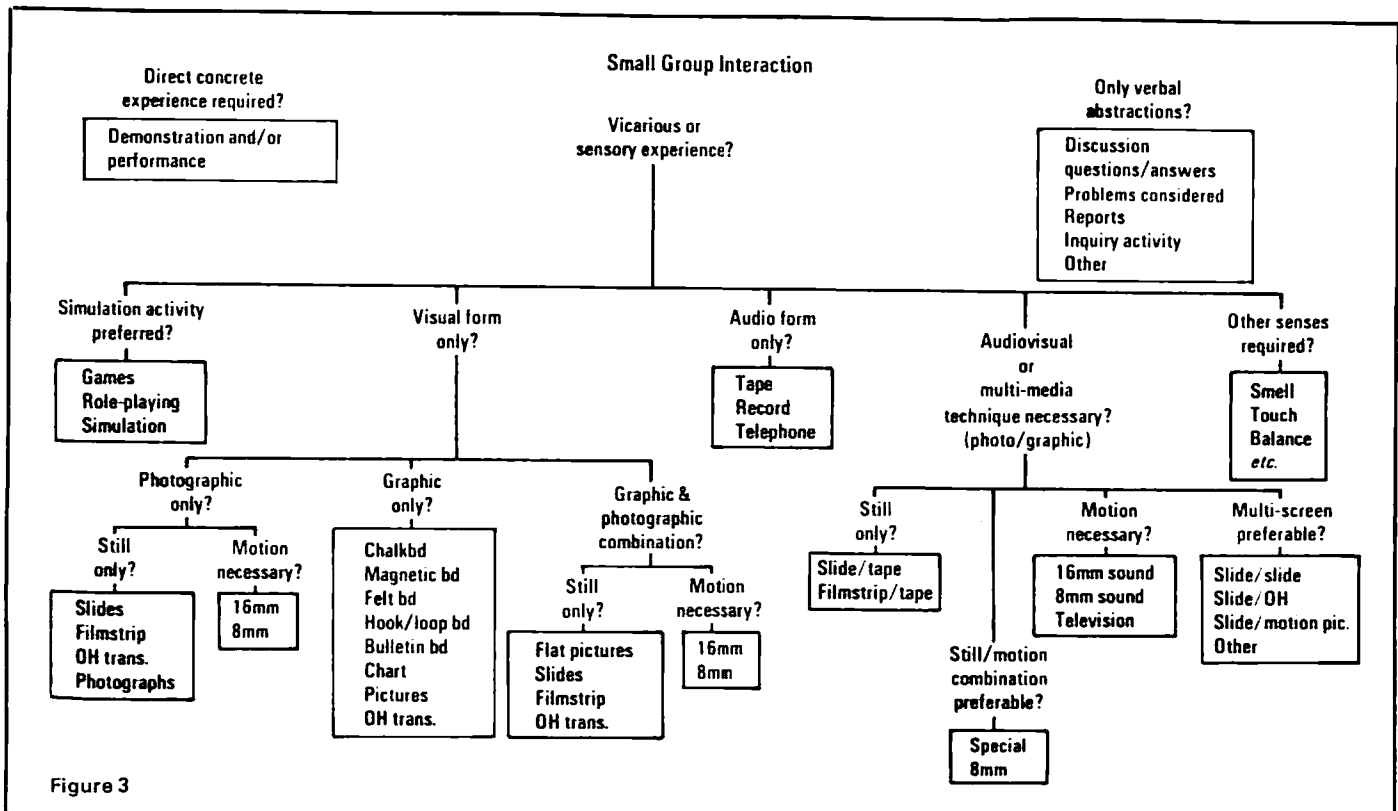 Small Group Interaction
Direct concrete
experience required?
Demonstration and/or
performance
Vicarious or
sensory experience?
Only verbal
abstractions?
Discussion
questions/answers
Problems considered
Reports
Inquiry activity
Other
Simulation activity
preferred?
Games
Role-playing
Simulation
Visual form
only?
Photographic
only?
Still
only?
Slides
Filmstrip
OH trans.
Photographs
Motion
necessary?
16mm
8mm
Graphic
only?
Chalkbd
Magnetic bd
Felt bd
Hook/loop bd
Bulletin bd
Chart
Pictures
OH trans.
Graphic &
photographic
combination?
Still
only?
Flat pictures
Slides
Filmstrip
OH trans.
Motion
necessary?
16mm
8mm
Audio form
only?
Tape
Record
Telephone
Audiovisual
or
multi-media
technique necessary?
(photo/graphic)
Still
only?
Slide/tape
Filmstrip/tape
Still/motion
combination
preferable?
Special
8mm
Motion
necessary?
16mm sound
8mm sound
Television
Multi-screen
preferable?
Slide/slide
Slide/OH
Slide/motion pic.
Other
Other senses
required?
Smell
Touch
Balance
etc.
Figure 3